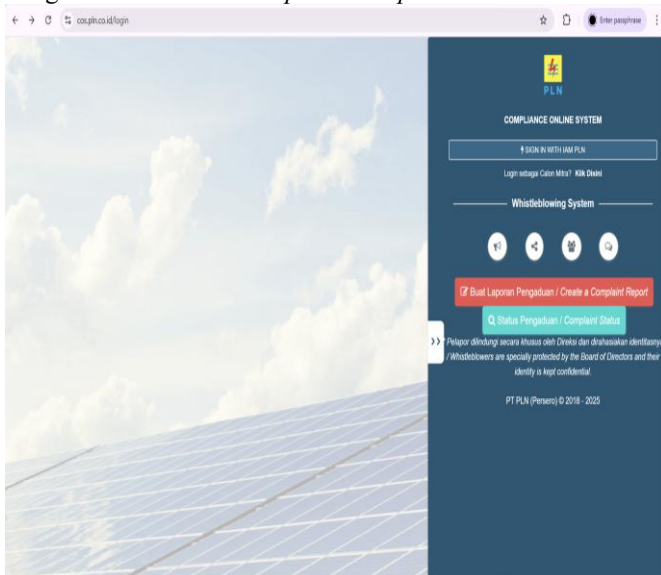 cos.pln.co.id/login
Enter passphrase
PLN
COMPLIANCE ONLINE SYSTEM
SIGN IN WITH IAM PLN
Login sebagai Calon Mitra? Klik Disini
Whistleblowing System
Buat Laporan Pengaduan / Create a Complaint Report
Status Pengaduan / Complaint Status
* Pelapor dilindungi secara khusus oleh Direksi dan dirahasiakan identitasnya
/ Whistleblowers are specially protected by the Board of Directors and their
identity is kept confidential.
PT PLN (Persero) © 2018 - 2025